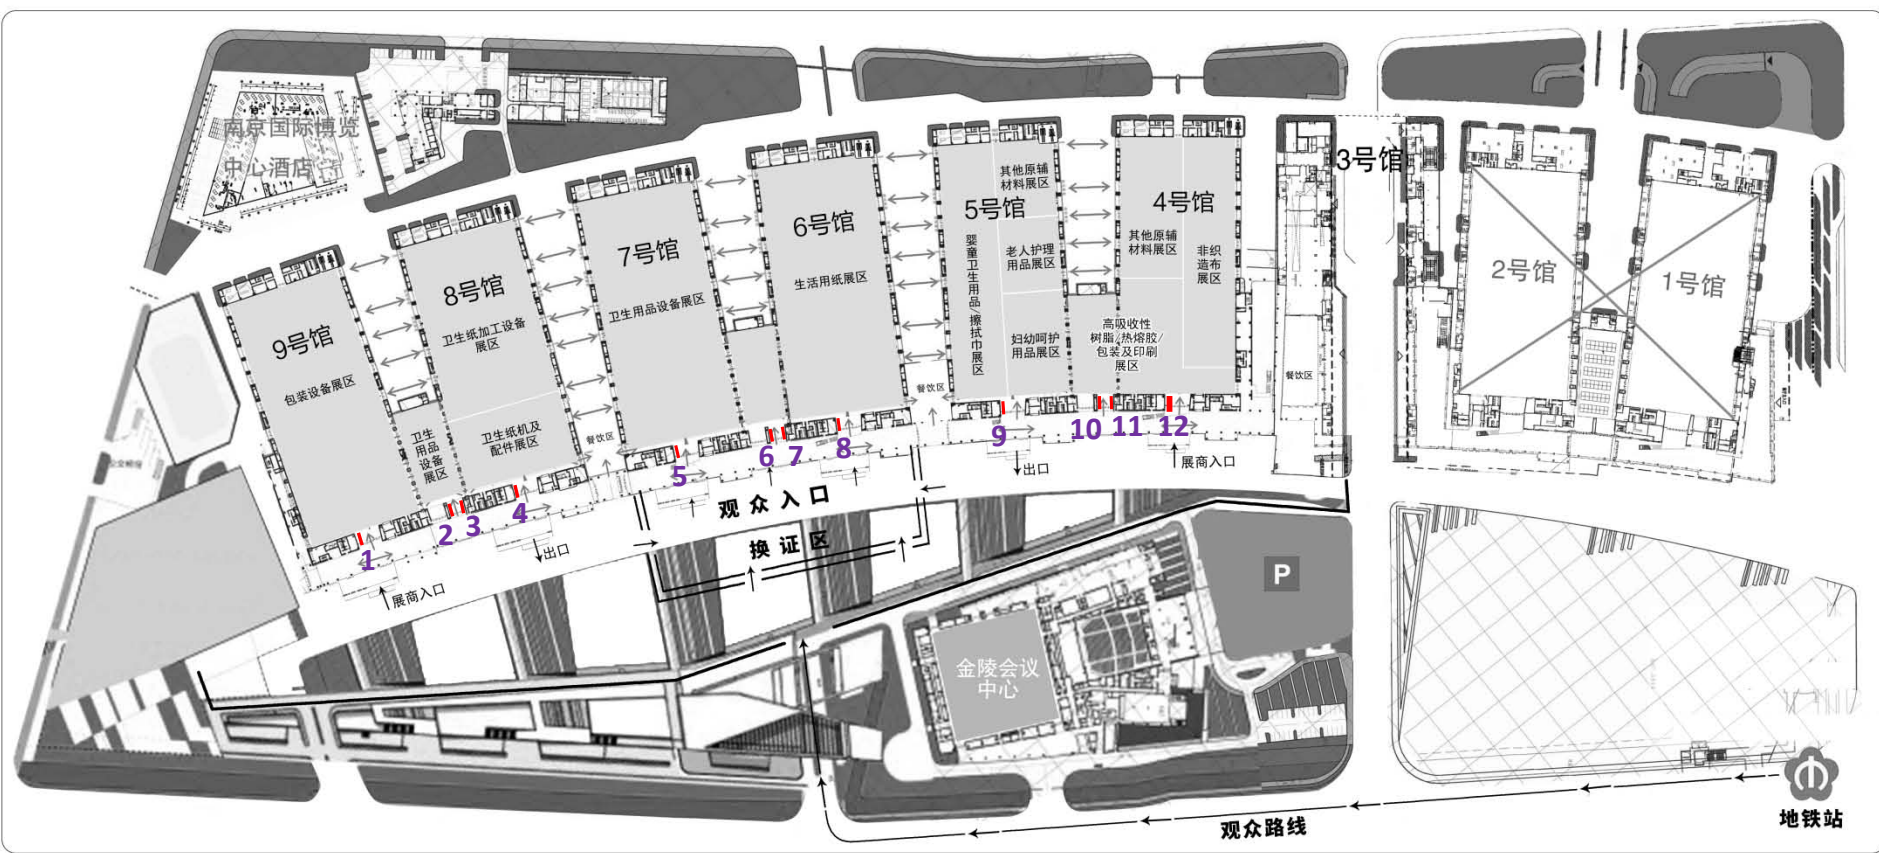 南京国际博览
中心酒店
9号馆
包装设备展区
8号馆
卫生纸加工设备
展区
卫生
用品
设备
展区
卫生纸机及
配件展区
餐饮区
7号馆
卫生用品设备展区
6号馆
生活用纸展区
餐饮区
5号馆
其他原辅
材料展区
婴童卫生用品/擦拭巾展区
老人护理
用品展区
妇幼呵护
用品展区
4号馆
其他原辅
材料展区
非织
造布
展区
高吸收性
树脂/热熔胶/
包装及印刷
展区
餐饮区
3号馆
2号馆
1号馆
1
2
3
4
5
6
7
8
9
10
11
12
展商入口
出口
观众入口
换证区
出口
展商入口
P
金陵会议
中心
观众路线
地铁站